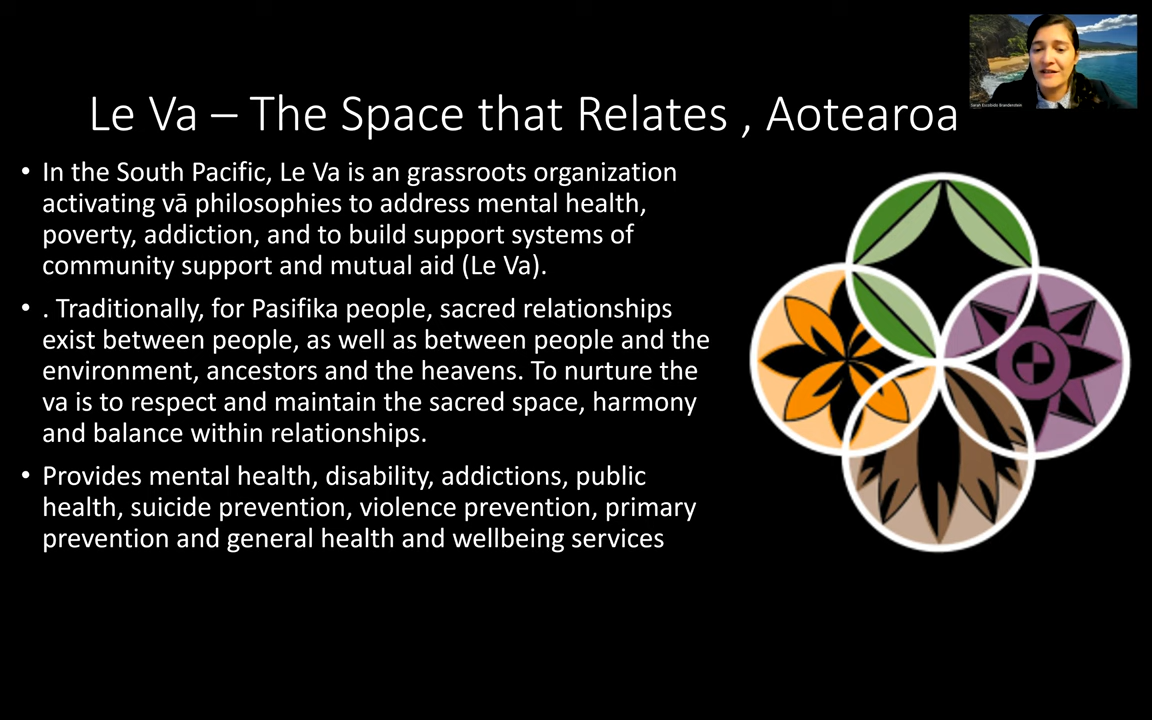 Le Va – The Space that Relates , Aotearoa
• In the South Pacific, Le Va is an grassroots organization
activating vā philosophies to address mental health,
poverty, addiction, and to build support systems of
community support and mutual aid (Le Va).
• . Traditionally, for Pasifika people, sacred relationships
exist between people, as well as between people and the
environment, ancestors and the heavens. To nurture the
va is to respect and maintain the sacred space, harmony
and balance within relationships.
• Provides mental health, disability, addictions, public
health, suicide prevention, violence prevention, primary
prevention and general health and wellbeing services